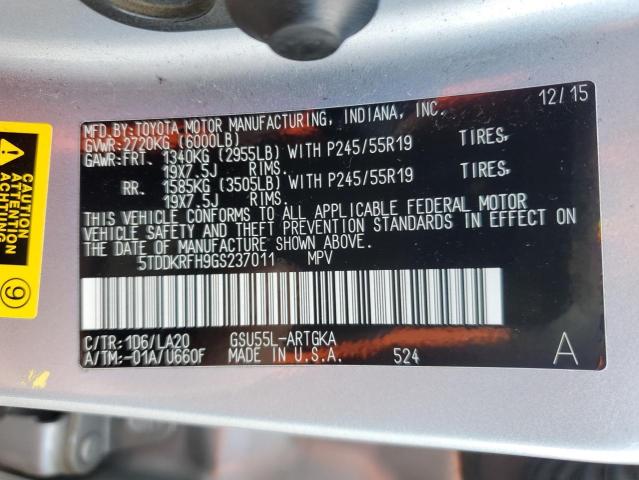 12/15
MFD.BY:TOYOTA MOTOR MANUFACTURING, INDIANA, INC.
GVWR:2720KG (6000LB)
GAWR:FRT. 1340KG (2955LB) WITH P245/55R19 TIRES,
19X7.5J RIMS.
RR. 1585KG (3505LB) WITH P245/55R19 TIRES,
19X7.5J RIMS.
THIS VEHICLE CONFORMS TO ALL APPLICABLE FEDERAL MOTOR
VEHICLE SAFETY AND THEFT PREVENTION STANDARDS IN EFFECT ON
THE DATE OF MANUFACTURE SHOWN ABOVE.
5TDDKRFH9GS237011 MPV
C/TR:1D6/LA20 GSU55L-ARTGKA
A/TM:-01A/U660F MADE IN U.S.A. 524 A
CAUTION
ATTENTION
ACHTUNG
9